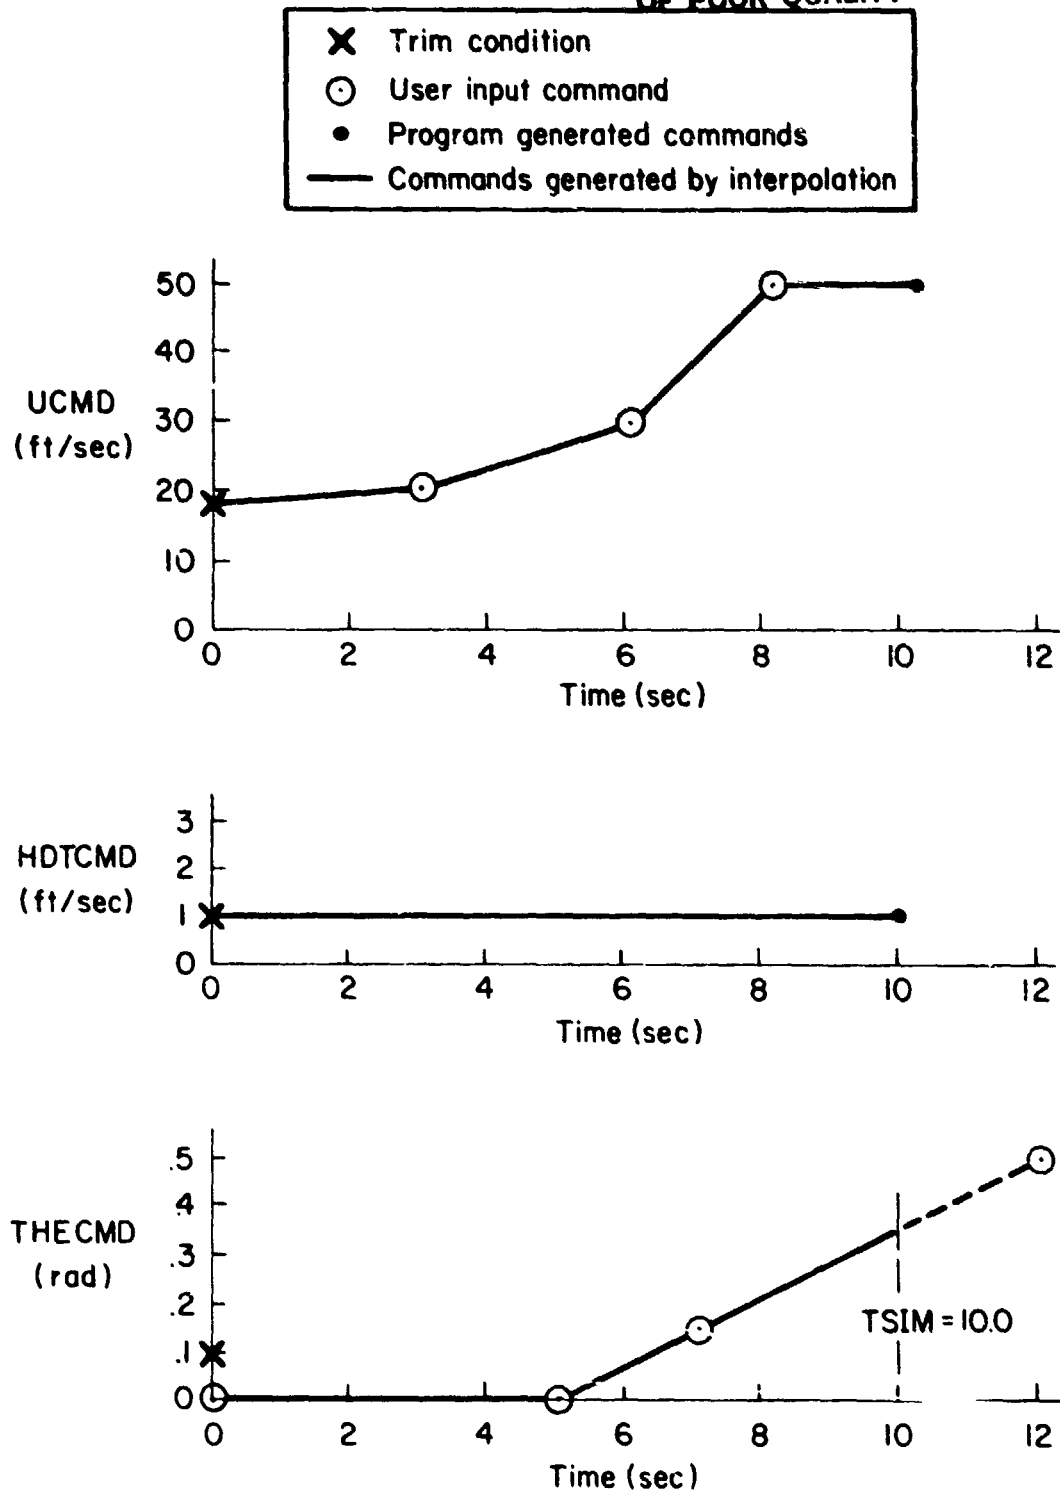 OF POOR QUALITY
Trim condition
User input command
Program generated commands
Commands generated by interpolation
50
40
UCMD
30
(ft/sec)
20
10
0
0 2 4 6 8 10 12
Time (sec)
3
HDTCMD
2
(ft/sec)
1
0
0 2 4 6 8 10 12
Time (sec)
.5
.4
THECMD
.3
(rad)
.2
TSIM = 10.0
.1
0
0 2 4 6 8 10 12
Time (sec)